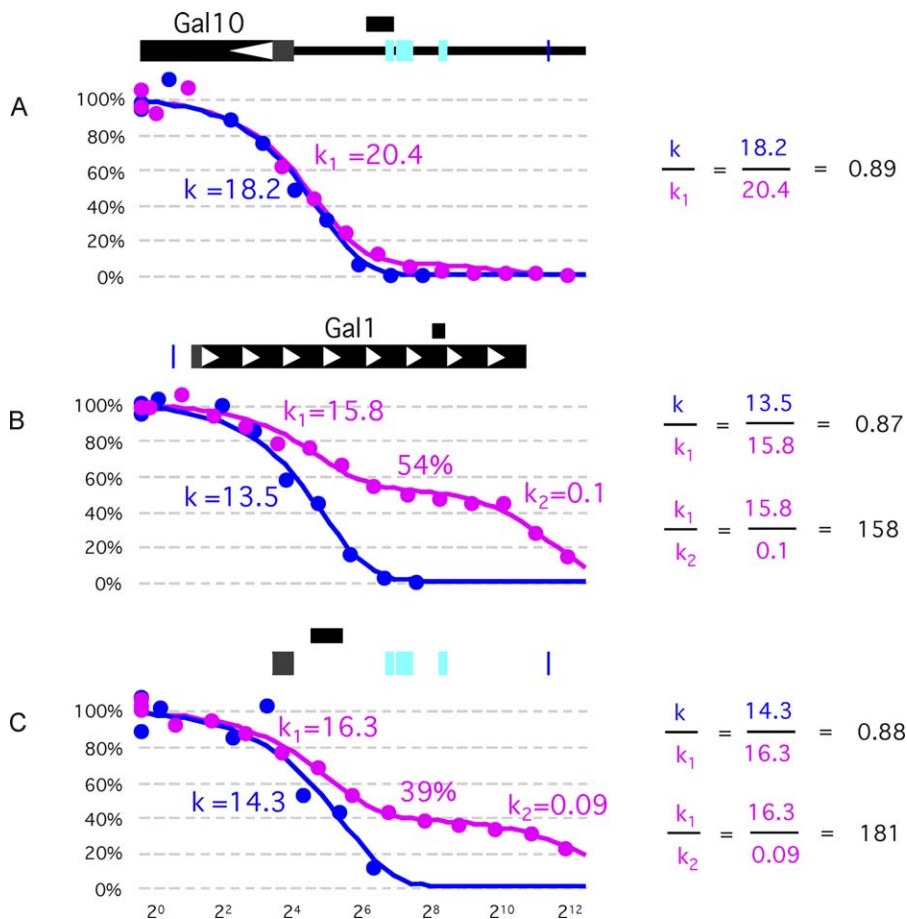 Gal10
A
100%
80%
60%
40%
20%
0%
k₁ =20.4
k =18.2
k/k₁ = 18.2/20.4 = 0.89
Gal1
B
100%
80%
60%
40%
20%
0%
k₁=15.8
54%
k₂=0.1
k =13.5
k/k₁ = 13.5/15.8 = 0.87
k₁/k₂ = 15.8/0.1 = 158
C
100%
80%
60%
40%
20%
0%
k₁=16.3
39%
k₂=0.09
k =14.3
k/k₁ = 14.3/16.3 = 0.88
k₁/k₂ = 16.3/0.09 = 181
2⁰ 2² 2⁴ 2⁶ 2⁸ 2¹⁰ 2¹²